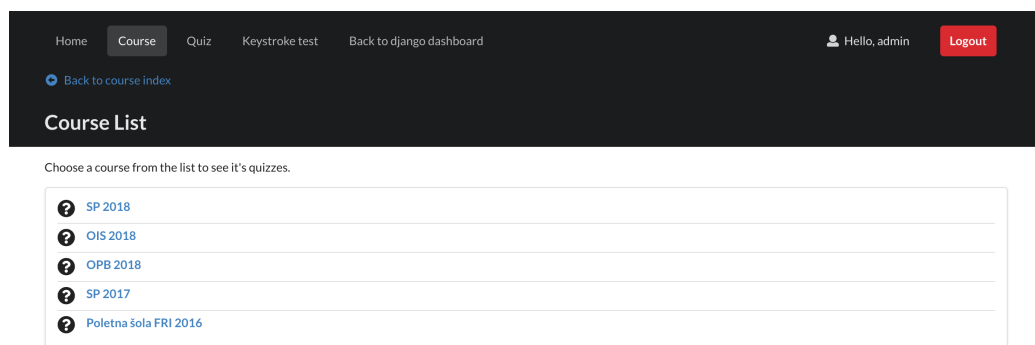 Home Course Quiz Keystroke test Back to django dashboard Hello, admin Logout
Back to course index
Course List
Choose a course from the list to see it's quizzes.
SP 2018
OIS 2018
OPB 2018
SP 2017
Poletna šola FRI 2016